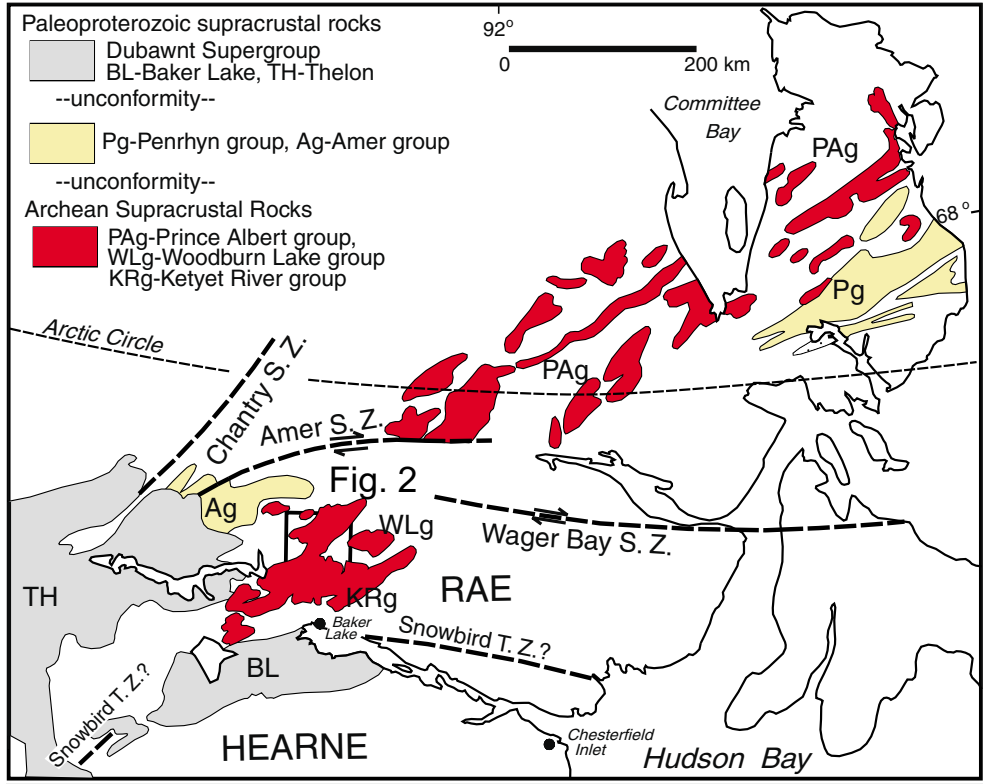 Paleoproterozoic supracrustal rocks
Dubawnt Supergroup
BL-Baker Lake, TH-Thelon
--unconformity--
Pg-Penrhyn group, Ag-Amer group
--unconformity--
Archean Supracrustal Rocks
PAg-Prince Albert group,
WLg-Woodburn Lake group
KRg-Ketyet River group
92°
0
200 km
Committee
Bay
PAg
68°
Pg
Arctic Circle
Chantry S. Z.
PAg
Amer S. Z.
Fig. 2
Ag
WLg
Wager Bay S. Z.
TH
KRg
RAE
Baker
Lake
Snowbird T. Z.?
BL
Snowbird T. Z.?
HEARNE
Chesterfield
Inlet
Hudson Bay